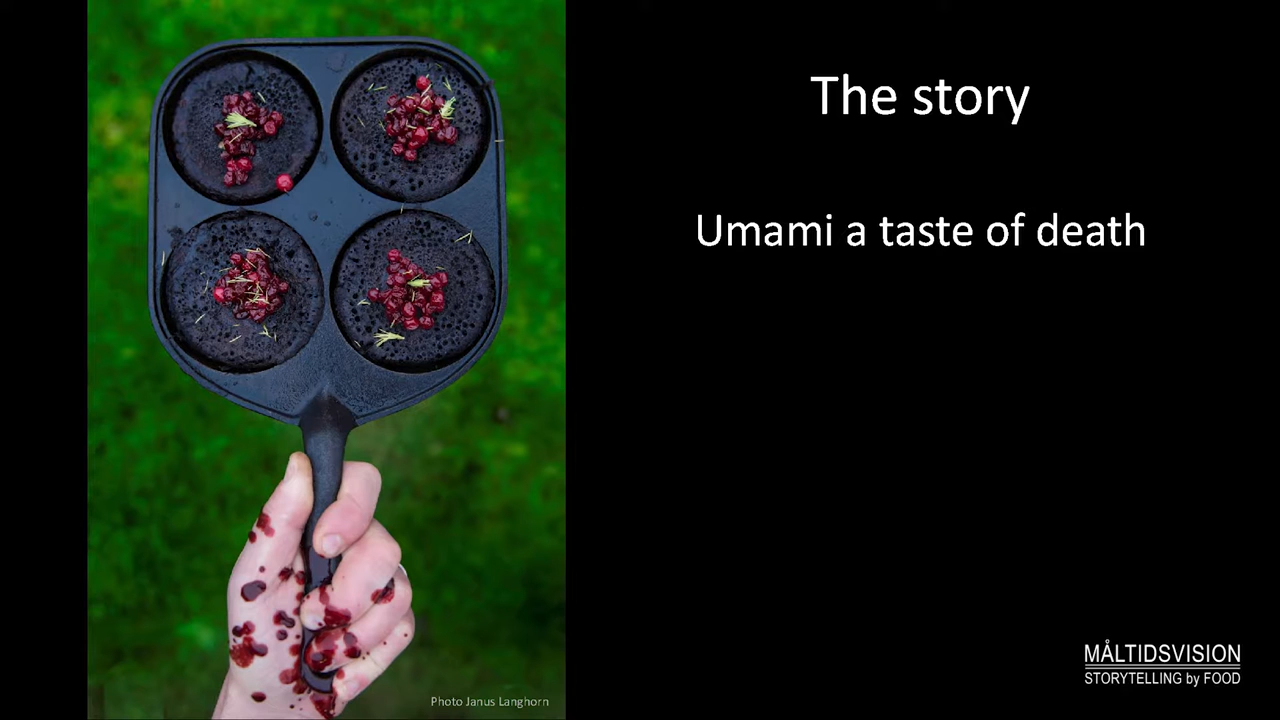 The story
Umami a taste of death
MÅLTIDSVISION
STORYTELLING by FOOD
Photo Janus Langhorn